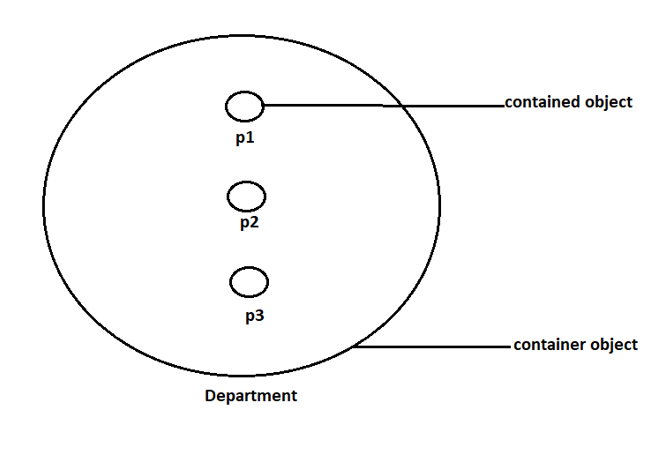 contained object
p1
p2
p3
container object
Department